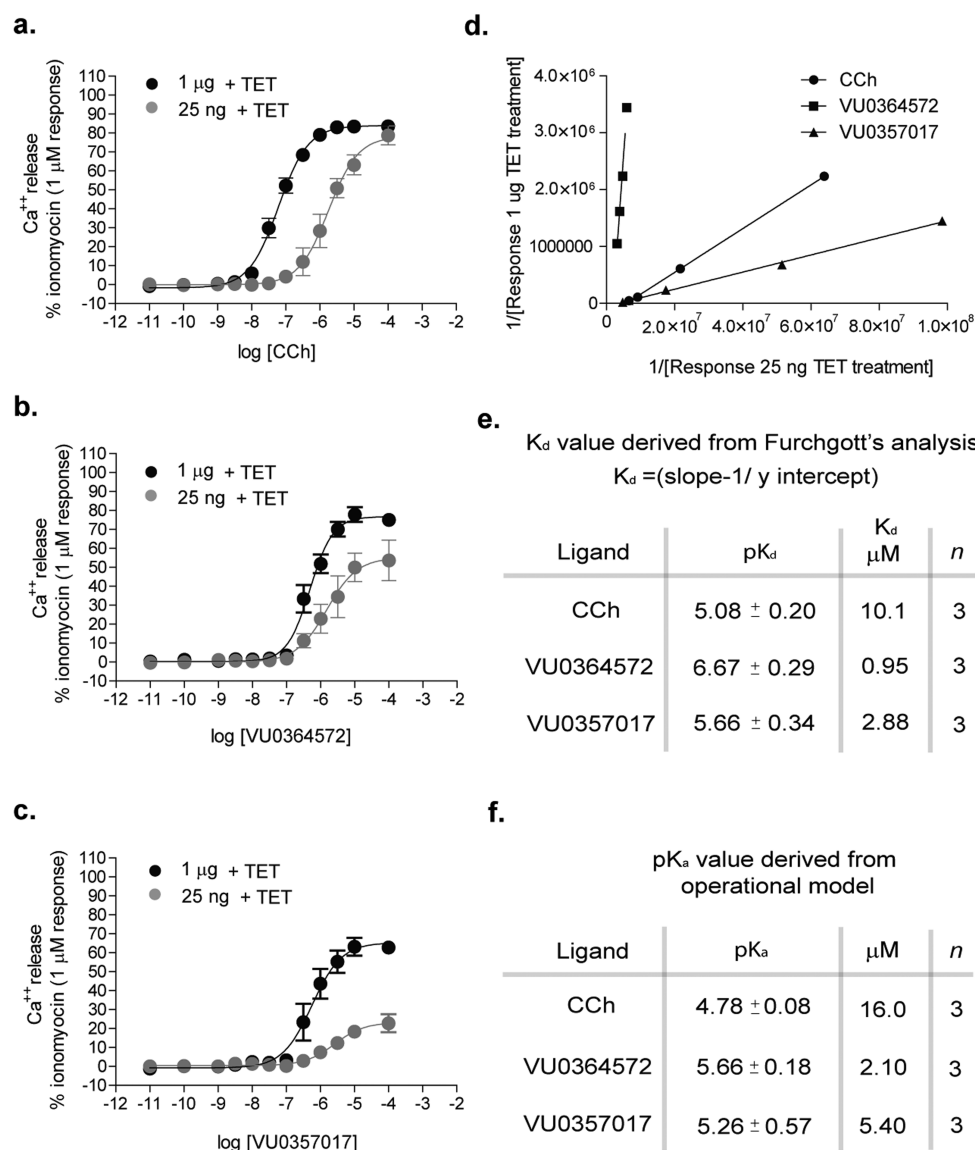 a.
1 µg + TET
25 ng + TET
Ca++ release
% ionomycin (1 µM response)
110
100
90
80
70
60
50
40
30
20
10
0
-10
-12 -11 -10 -9 -8 -7 -6 -5 -4 -3 -2
log [CCh]
b.
1 µg + TET
25 ng + TET
Ca++ release
% ionomycin (1 µM response)
110
100
90
80
70
60
50
40
30
20
10
0
-10
-12 -11 -10 -9 -8 -7 -6 -5 -4 -3 -2
log [VU0364572]
c.
1 µg + TET
25 ng + TET
Ca++ release
% ionomycin (1 µM response)
110
100
90
80
70
60
50
40
30
20
10
0
-10
-12 -11 -10 -9 -8 -7 -6 -5 -4 -3 -2
log [VU0357017]
d.
CCh
VU0364572
VU0357017
1/[Response 1 ug TET treatment]
4.0×10⁶
3.0×10⁶
2.0×10⁶
1000000
0
0 2.0×10⁷ 4.0×10⁷ 6.0×10⁷ 8.0×10⁷ 1.0×10⁸
1/[Response 25 ng TET treatment]
e.
Kd value derived from Furchgott's analysis
Kd =(slope-1/ y intercept)
Ligand pKd Kd µM n
CCh 5.08 ± 0.20 10.1 3
VU0364572 6.67 ± 0.29 0.95 3
VU0357017 5.66 ± 0.34 2.88 3
f.
pKa value derived from
operational model
Ligand pKa µM n
CCh 4.78 ± 0.08 16.0 3
VU0364572 5.66 ± 0.18 2.10 3
VU0357017 5.26 ± 0.57 5.40 3